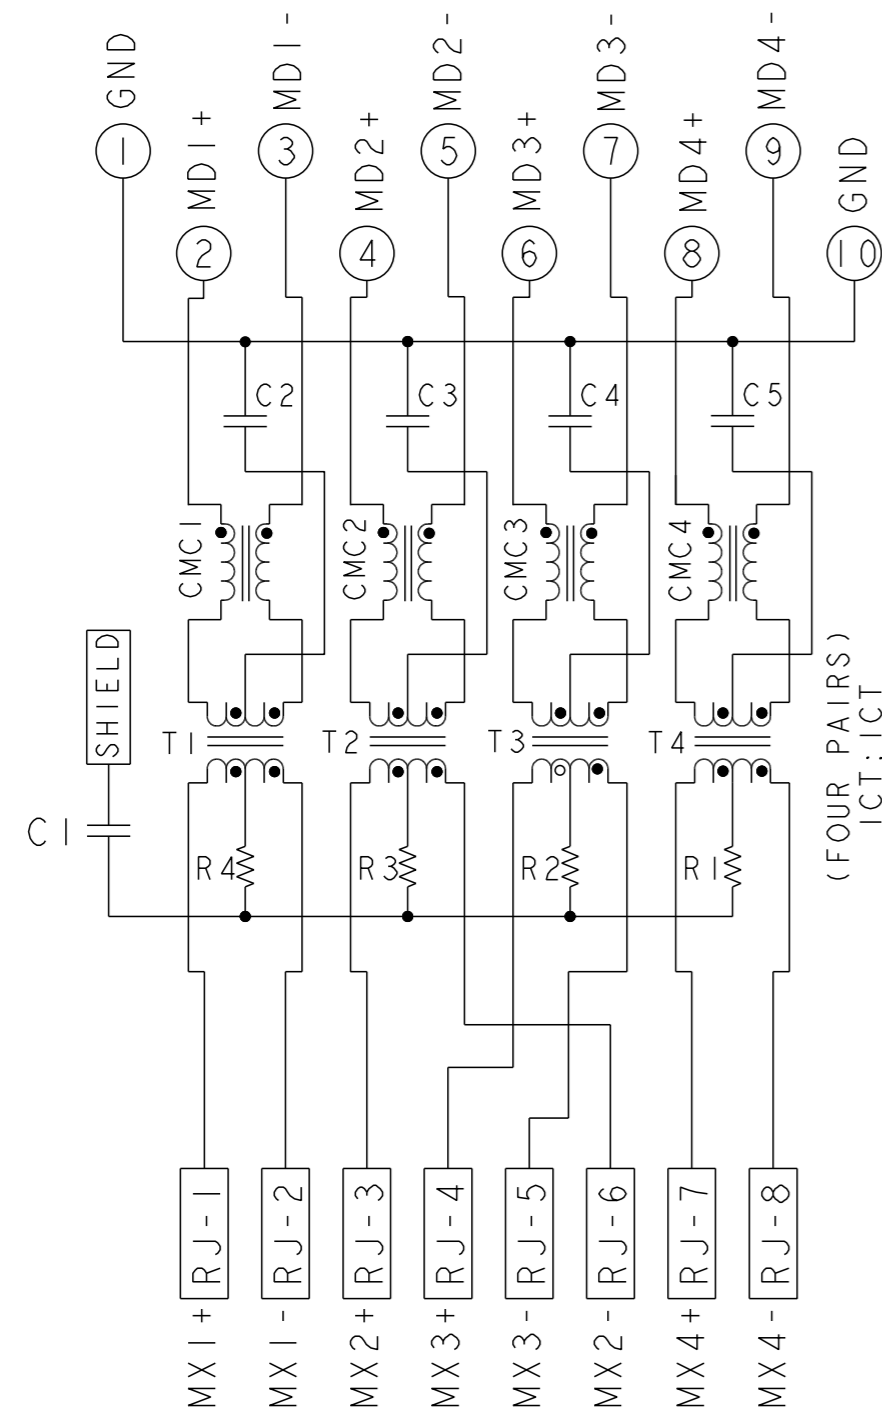 GND
MD1-
MD2-
MD3-
MD4-
1
MD1+
3
MD2+
5
MD3+
7
MD4+
9
GND
2
4
6
8
10
C2
C3
C4
C5
CMC1
CMC2
CMC3
CMC4
SHIELD
T1
T2
T3
T4
(FOUR PAIRS)
1CT:1CT
C1
R4
R3
R2
R1
RJ-1
RJ-2
RJ-3
RJ-4
RJ-5
RJ-6
RJ-7
RJ-8
MX1+
MX1-
MX2+
MX3+
MX3-
MX2-
MX4+
MX4-